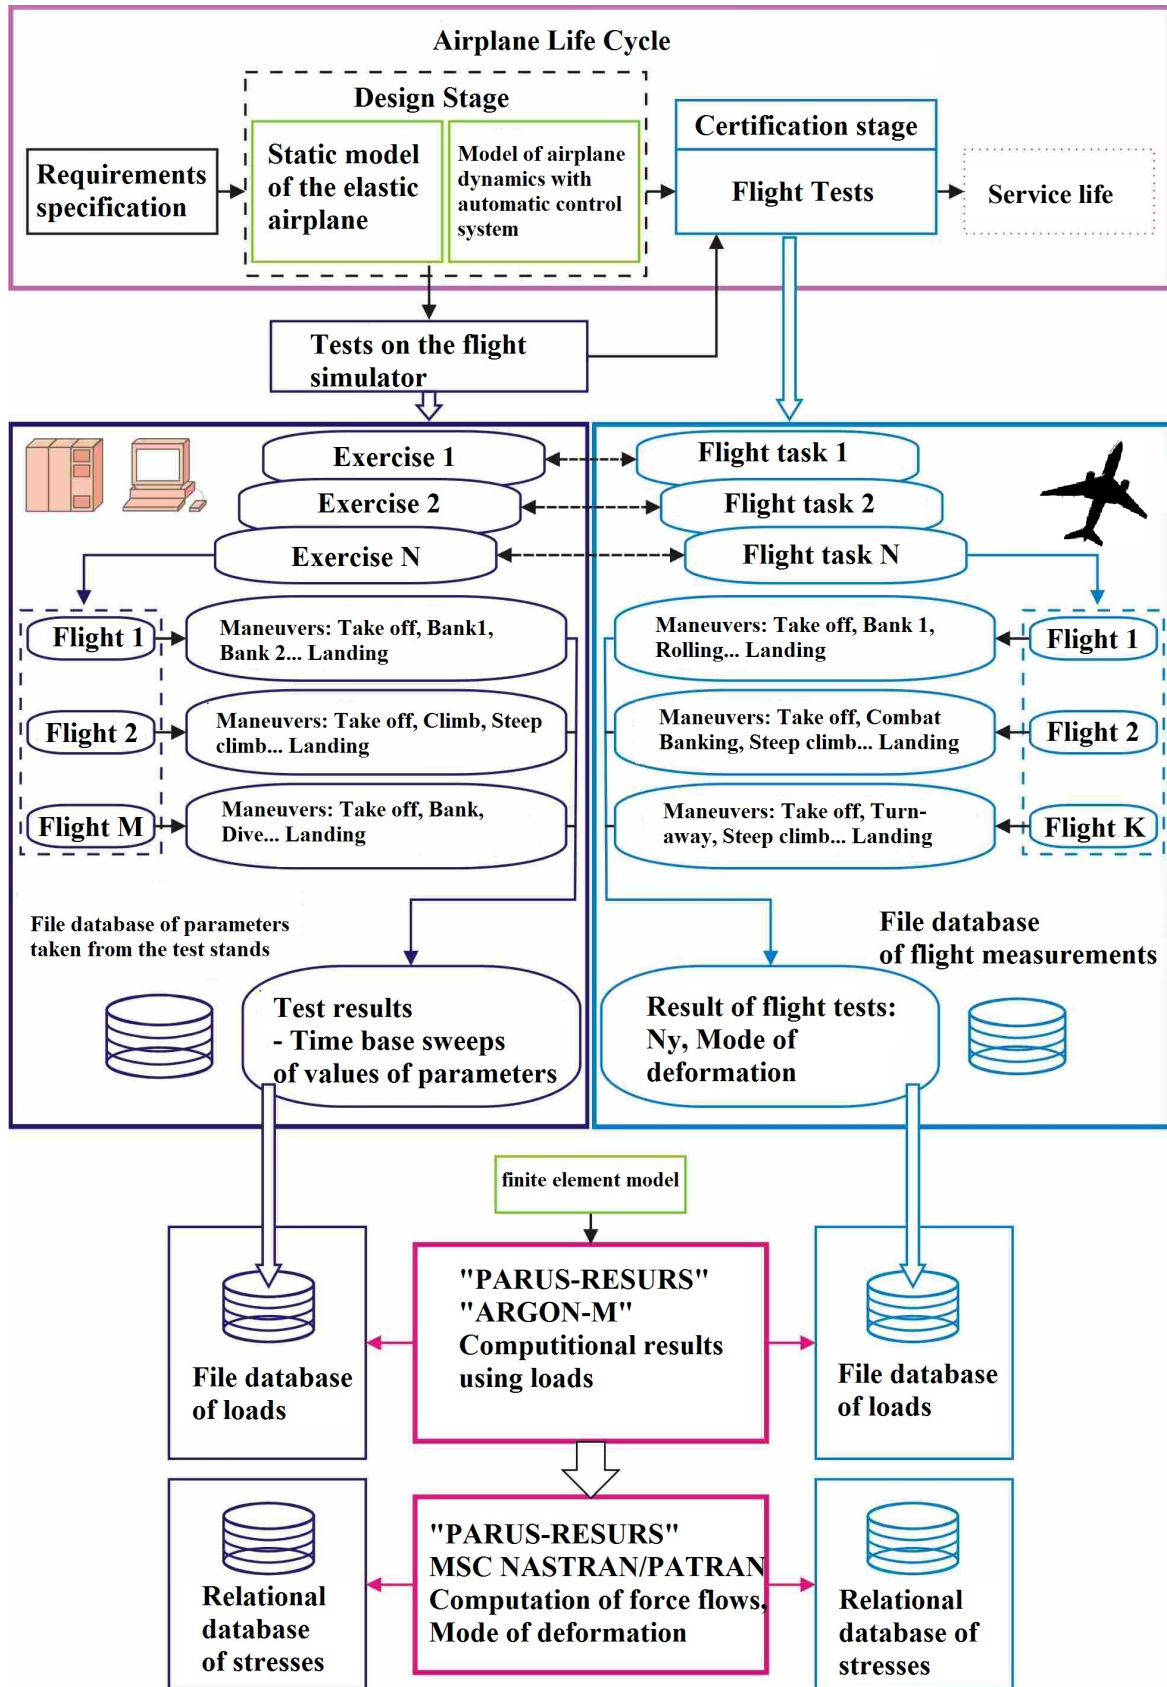 Airplane Life Cycle
Design Stage
Requirements
specification
Static model
of the elastic
airplane
Model of airplane
dynamics with
automatic control
system
Certification stage
Flight Tests
Service life
Tests on the flight
simulator
Exercise 1
Exercise 2
Exercise N
Flight task 1
Flight task 2
Flight task N
Flight 1
Maneuvers: Take off, Bank1,
Bank 2... Landing
Flight 2
Maneuvers: Take off, Climb, Steep
climb... Landing
Flight M
Maneuvers: Take off, Bank,
Dive... Landing
Maneuvers: Take off, Bank 1,
Rolling... Landing
Flight 1
Maneuvers: Take off, Combat
Banking, Steep climb... Landing
Flight 2
Maneuvers: Take off, Turn-
away, Steep climb... Landing
Flight K
File database of parameters
taken from the test stands
Test results
- Time base sweeps
of values of parameters
File database
of flight measurements
Result of flight tests:
Ny, Mode of
deformation
finite element model
"PARUS-RESURS"
"ARGON-M"
Computitional results
using loads
File database
of loads
File database
of loads
"PARUS-RESURS"
MSC NASTRAN/PATRAN
Computation of force flows,
Mode of deformation
Relational
database
of stresses
Relational
database of
stresses